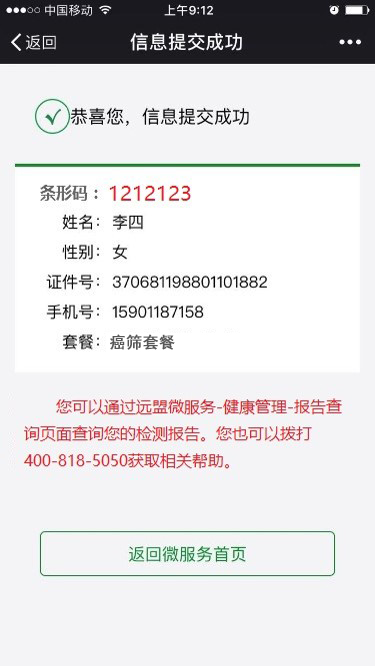 中国移动 上午9:12
返回 信息提交成功
恭喜您，信息提交成功
条形码： 1212123
姓名： 李四
性别： 女
证件号： 370681198801101882
手机号： 15901187158
套餐： 癌筛套餐
您可以通过远盟微服务-健康管理-报告查
询页面查询您的检测报告。您也可以拨打
400-818-5050获取相关帮助。
返回微服务首页